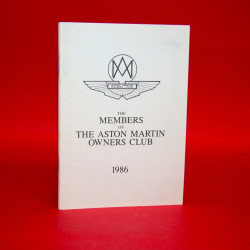 THE
MEMBERS
OF
THE ASTON MARTIN
OWNERS CLUB
1986